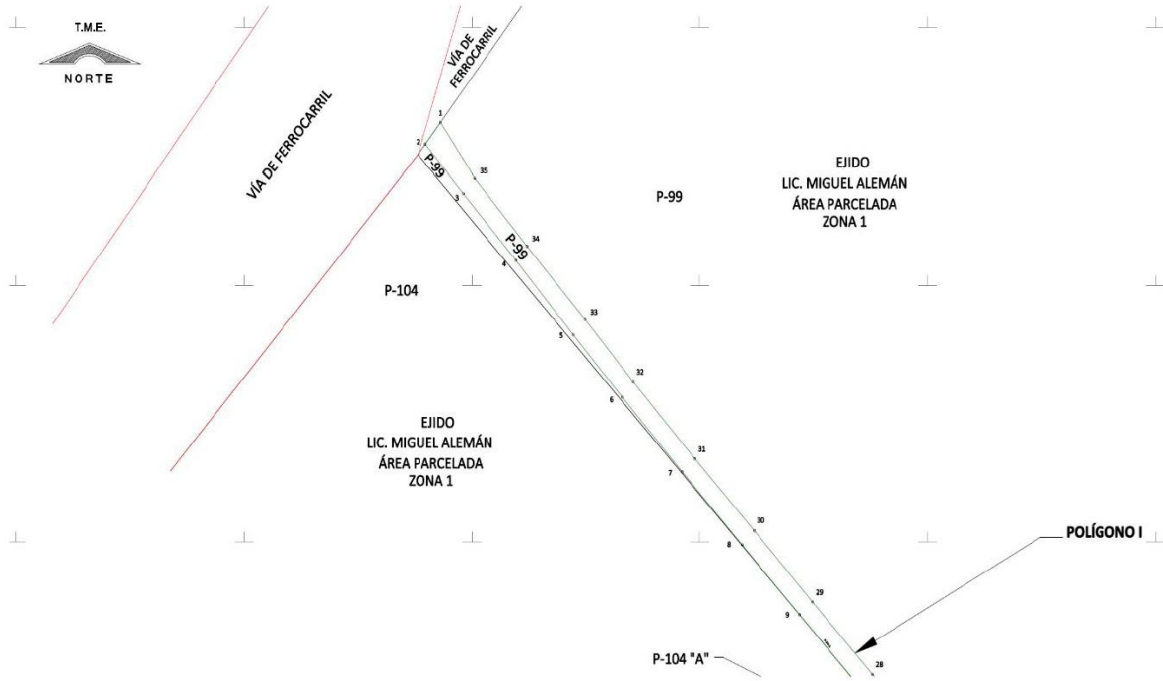 T.M.E.
NORTE
VÍA DE FERROCARRIL
VÍA DE
FERROCARRIL
1
2
P-99
35
3
34
P-99
4
P-99
EJIDO
LIC. MIGUEL ALEMÁN
ÁREA PARCELADA
ZONA 1
P-104
33
5
32
6
EJIDO
LIC. MIGUEL ALEMÁN
ÁREA PARCELADA
ZONA 1
31
7
30
8
POLÍGONO I
29
9
28
P-104 "A"